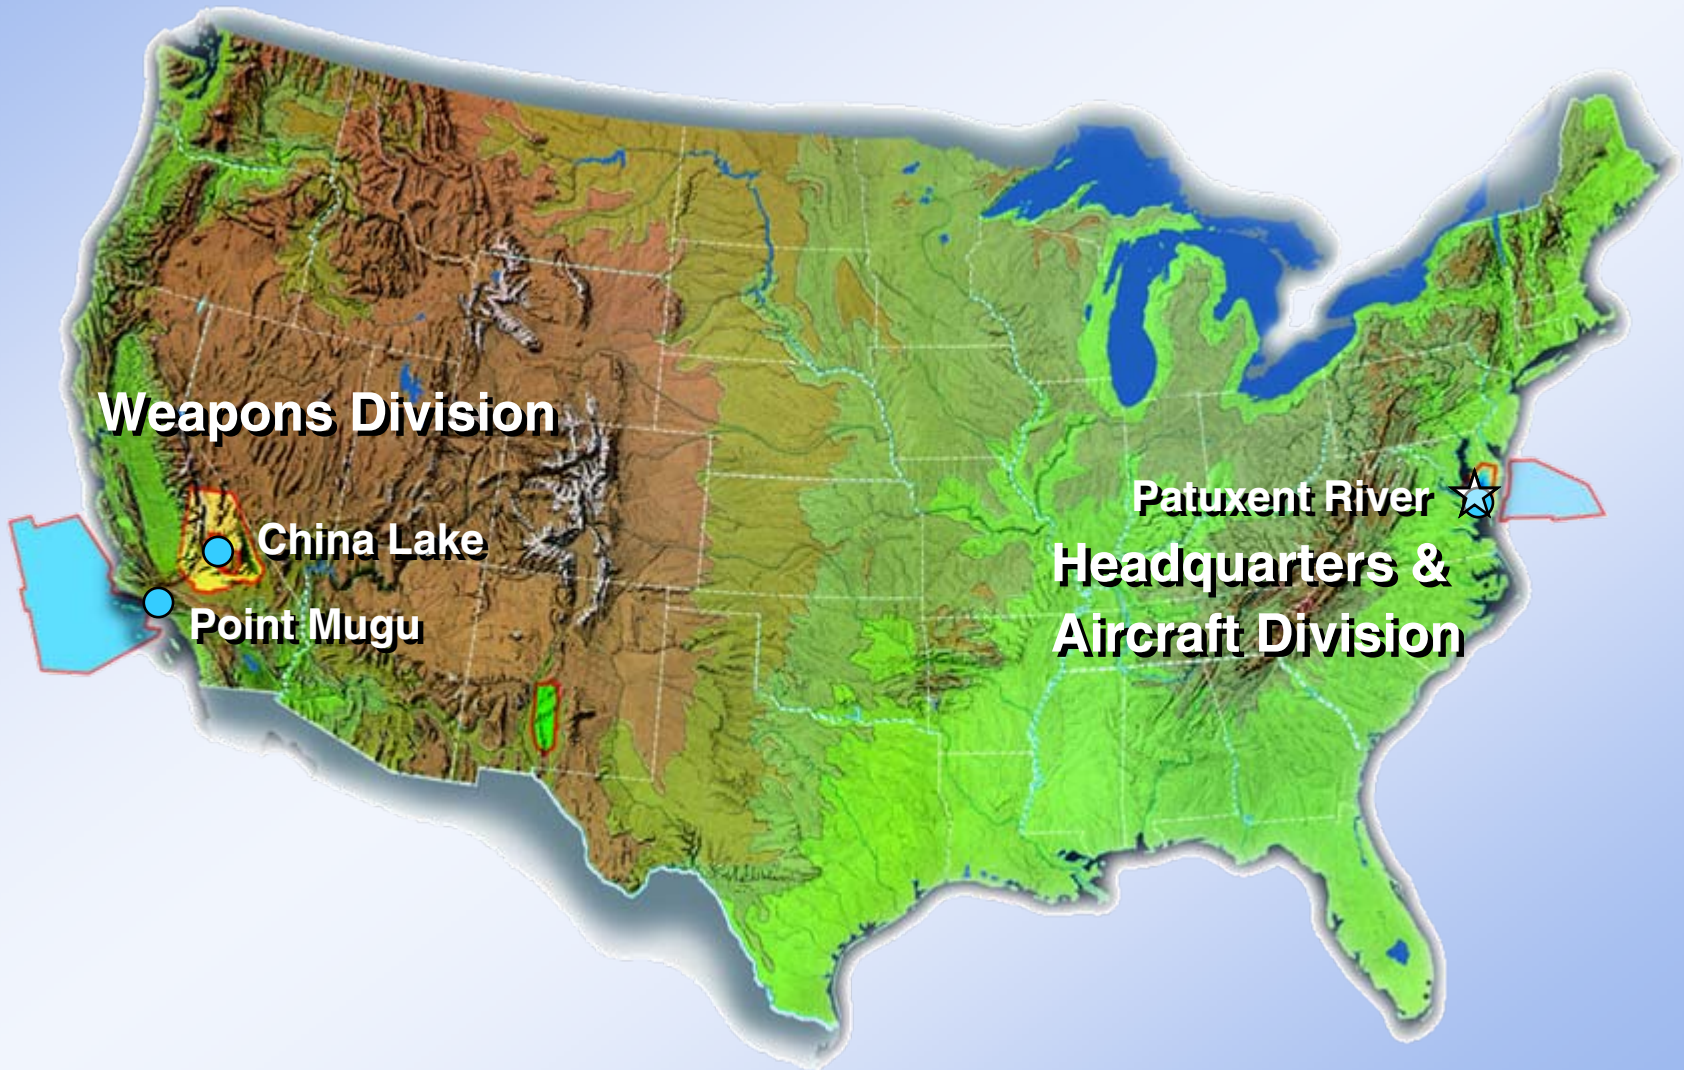 Weapons Division
China Lake
Point Mugu
Patuxent River
Headquarters &
Aircraft Division